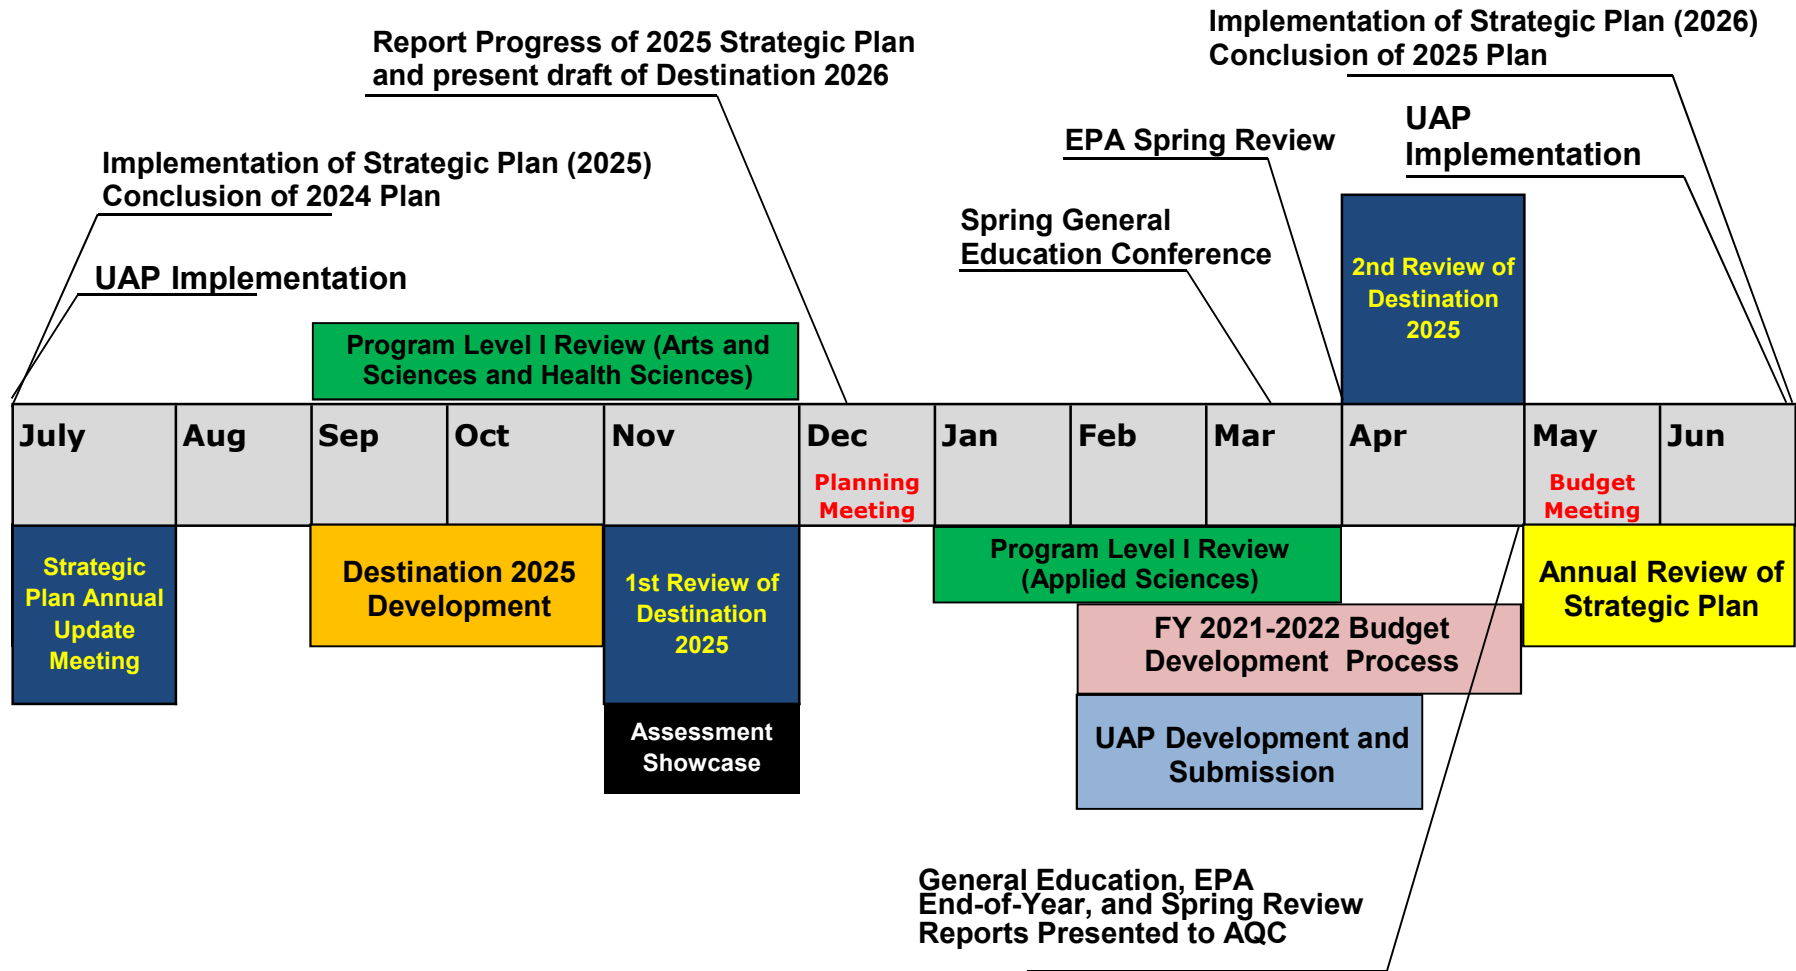 Implementation of Strategic Plan (2026)
Conclusion of 2025 Plan
Report Progress of 2025 Strategic Plan
and present draft of Destination 2026
UAP
Implementation
EPA Spring Review
Implementation of Strategic Plan (2025)
Conclusion of 2024 Plan
Spring General
Education Conference
UAP Implementation
2nd Review of
Destination
2025
Program Level I Review (Arts and
Sciences and Health Sciences)
July
Aug
Sep
Oct
Nov
Dec
Jan
Feb
Mar
Apr
May
Jun
Planning
Meeting
Budget
Meeting
Strategic
Plan Annual
Update
Meeting
Destination 2025
Development
1st Review of
Destination
2025
Assessment
Showcase
Program Level I Review
(Applied Sciences)
FY 2021-2022 Budget
Development Process
UAP Development and
Submission
Annual Review of
Strategic Plan
General Education, EPA
End-of-Year, and Spring Review
Reports Presented to AQC